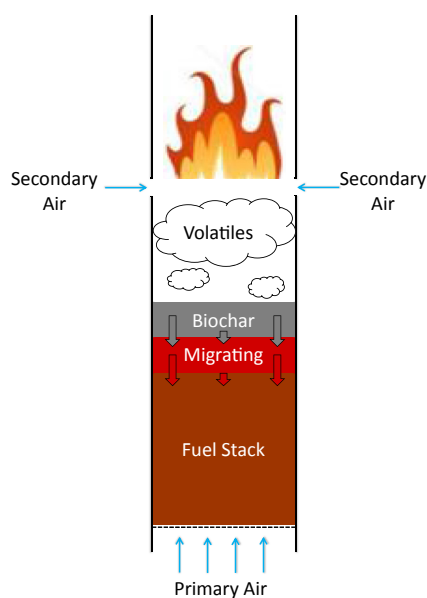 Secondary
Air
Secondary
Air
Volatiles
Biochar
Migrating
Fuel Stack
Primary Air